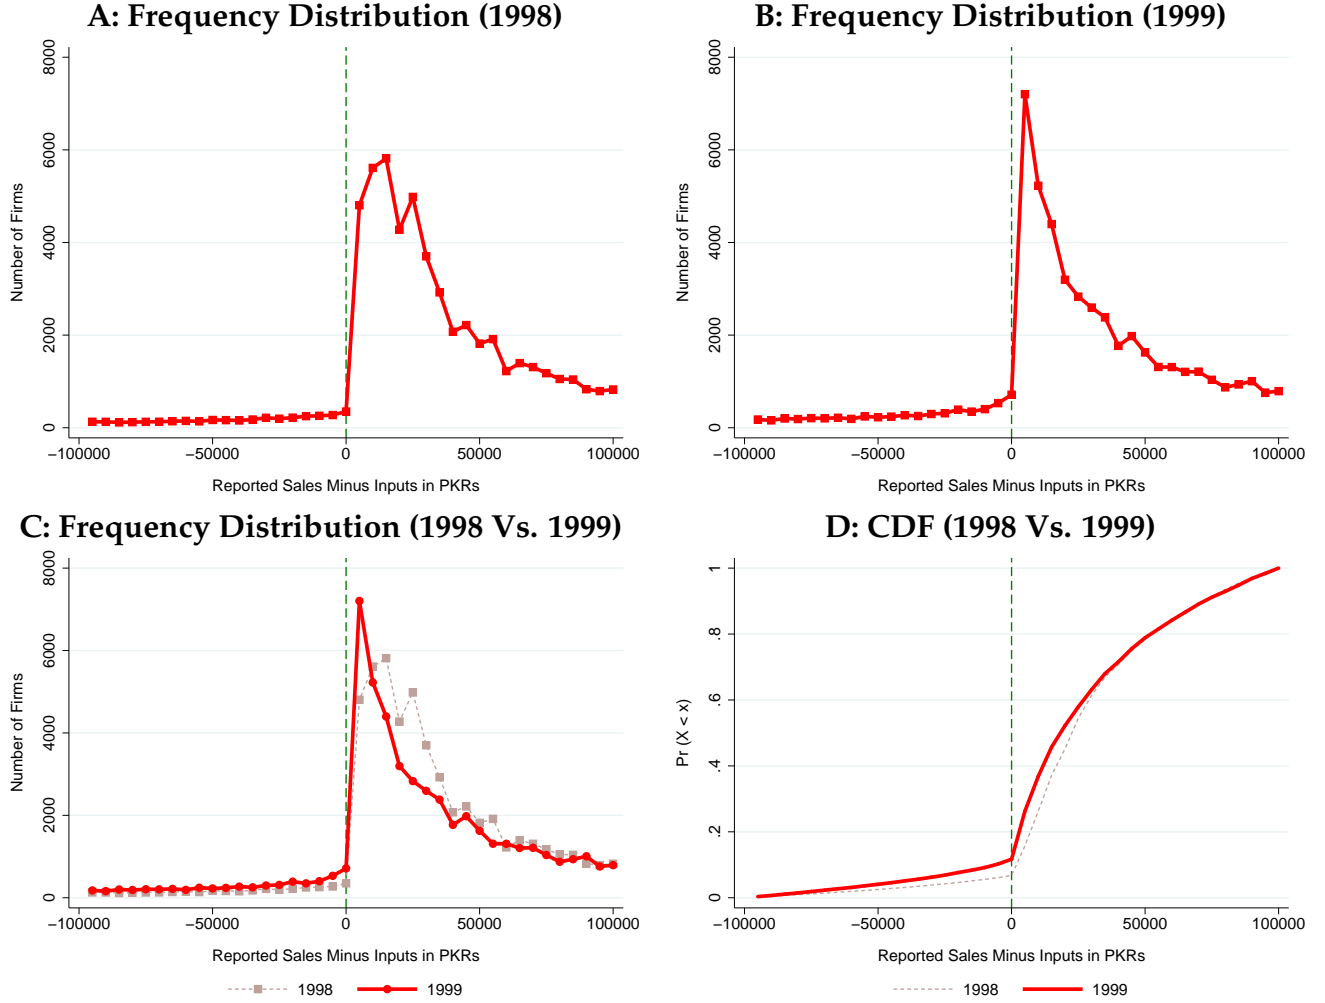 A: Frequency Distribution (1998)
8000
6000
4000
2000
0
Number of Firms
−100000 −50000 0 50000 100000
Reported Sales Minus Inputs in PKRs
B: Frequency Distribution (1999)
8000
6000
4000
2000
0
Number of Firms
−100000 −50000 0 50000 100000
Reported Sales Minus Inputs in PKRs
C: Frequency Distribution (1998 Vs. 1999)
8000
6000
4000
2000
0
Number of Firms
−100000 −50000 0 50000 100000
Reported Sales Minus Inputs in PKRs
1998 1999
D: CDF (1998 Vs. 1999)
1
.8
.6
.4
.2
0
Pr (X < x)
−100000 −50000 0 50000 100000
Reported Sales Minus Inputs in PKRs
1998 1999